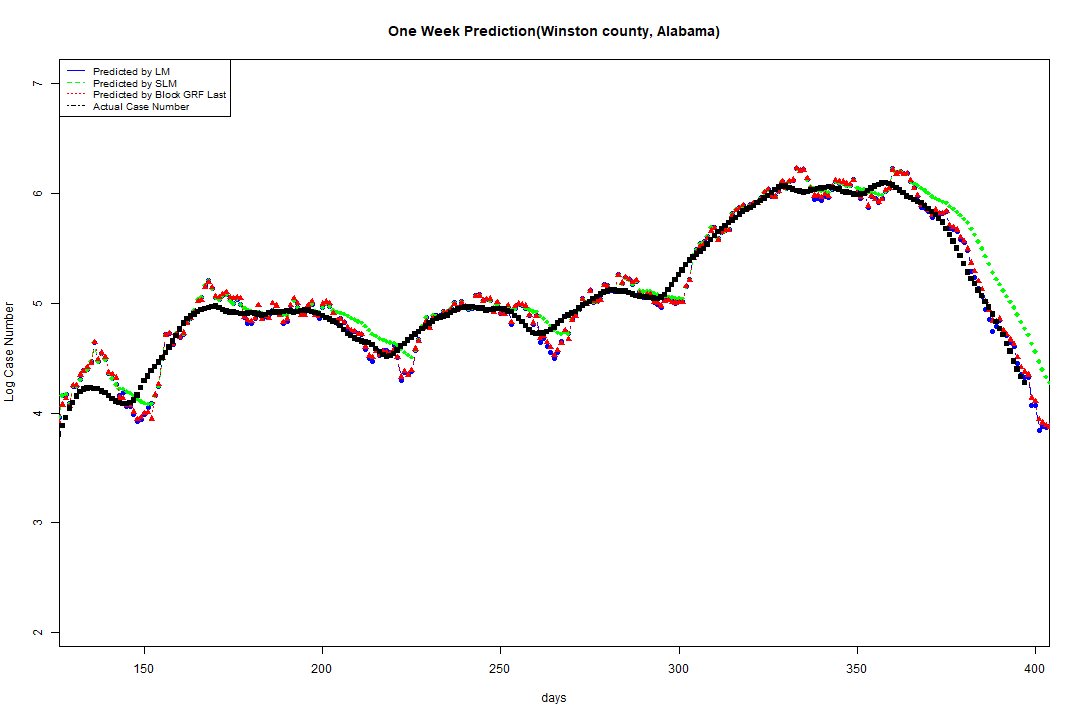 One Week Prediction(Winston county, Alabama)
Predicted by LM
Predicted by SLM
Predicted by Block GRF Last
Actual Case Number
7
6
5
4
3
2
Log Case Number
150 200 250 300 350 400
days